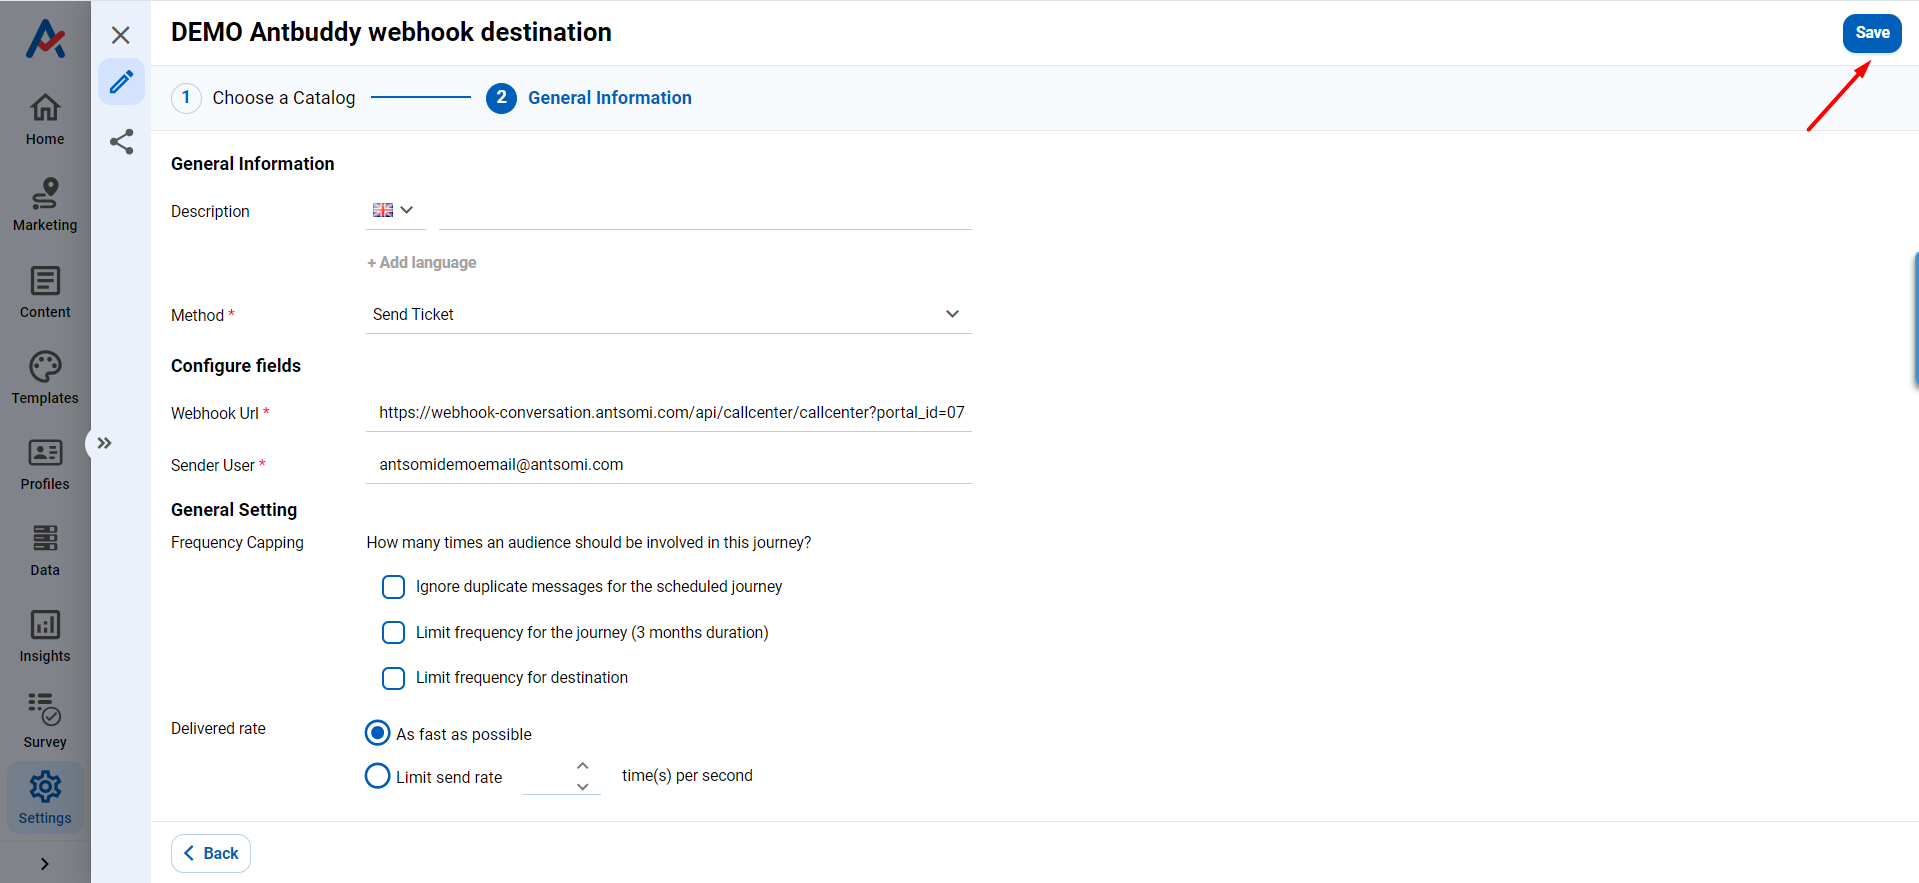 DEMO Antbuddy webhook destination
Save
1 Choose a Catalog
2 General Information
Home
Marketing
Content
Templates
Profiles
Data
Insights
Survey
Settings
General Information
Description
+ Add language
Method * Send Ticket
Configure fields
Webhook Url * https://webhook-conversation.antsomi.com/api/callcenter/callcenter?portal_id=07
Sender User * antsomidemoemail@antsomi.com
General Setting
Frequency Capping How many times an audience should be involved in this journey?
Ignore duplicate messages for the scheduled journey
Limit frequency for the journey (3 months duration)
Limit frequency for destination
Delivered rate As fast as possible
Limit send rate time(s) per second
Back